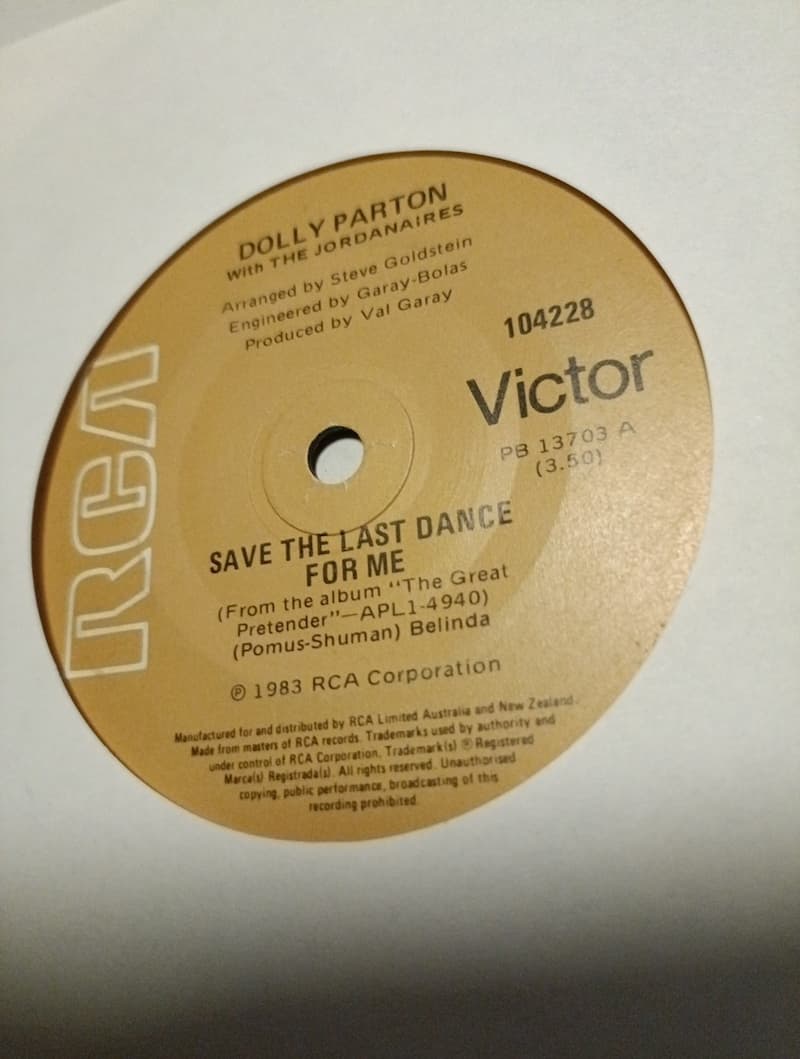 DOLLY PARTON
With THE JORDANAIRES
Arranged by Steve Goldstein
Engineered by Garay-Bolas
Produced by Val Garay
104228
Victor
PB 13703 A
(3.50)
RCA
SAVE THE LAST DANCE
FOR ME
(From the album "The Great
Pretender"—APL1-4940)
(Pomus-Shuman) Belinda
℗ 1983 RCA Corporation
Manufactured for and distributed by RCA Limited Australia and New Zealand.
Made from masters of RCA records. Trademarks used by authority and
under control of RCA Corporation, Trademark(s) ® Registered
Marca(s) Registrada(s). All rights reserved. Unauthorised
copying, public performance, broadcasting of this
recording prohibited.